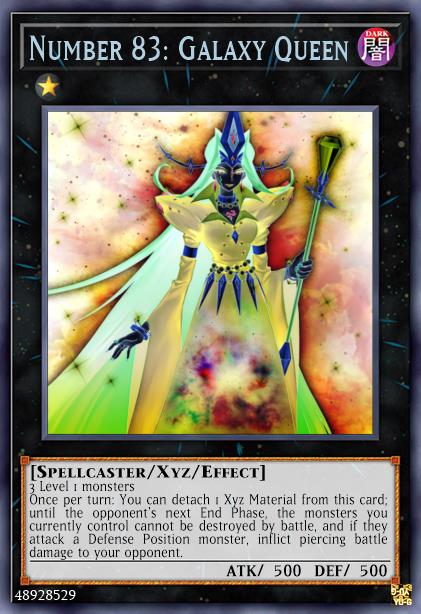 Number 83: Galaxy Queen
DARK
闇
[Spellcaster/Xyz/Effect]
3 Level 1 monsters
Once per turn: You can detach 1 Xyz Material from this card;
until the opponent's next End Phase, the monsters you
currently control cannot be destroyed by battle, and if they
attack a Defense Position monster, inflict piercing battle
damage to your opponent.
ATK/ 500 DEF/ 500
48928529